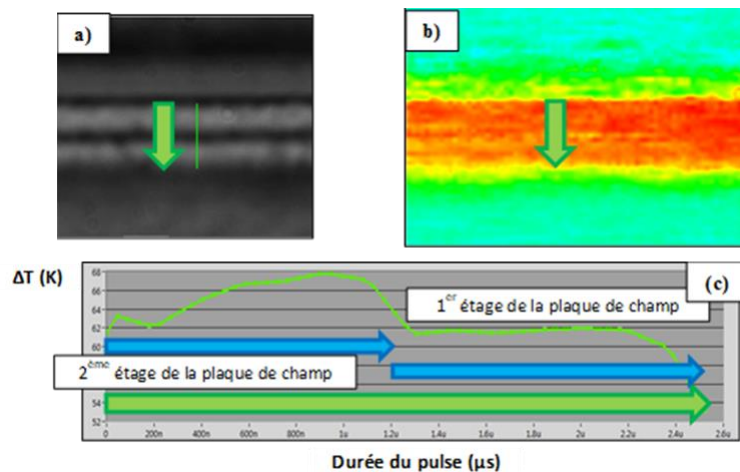 a)
b)
ΔT (K)
(c)
68
66
64
62
60
54
52
1er étage de la plaque de champ
2ème étage de la plaque de champ
0 200n 400n 600n 800n 1u 1.2u 1.4u 1.6u 1.8u 2u 2.2u 2.4u 2.6u
Durée du pulse (µs)